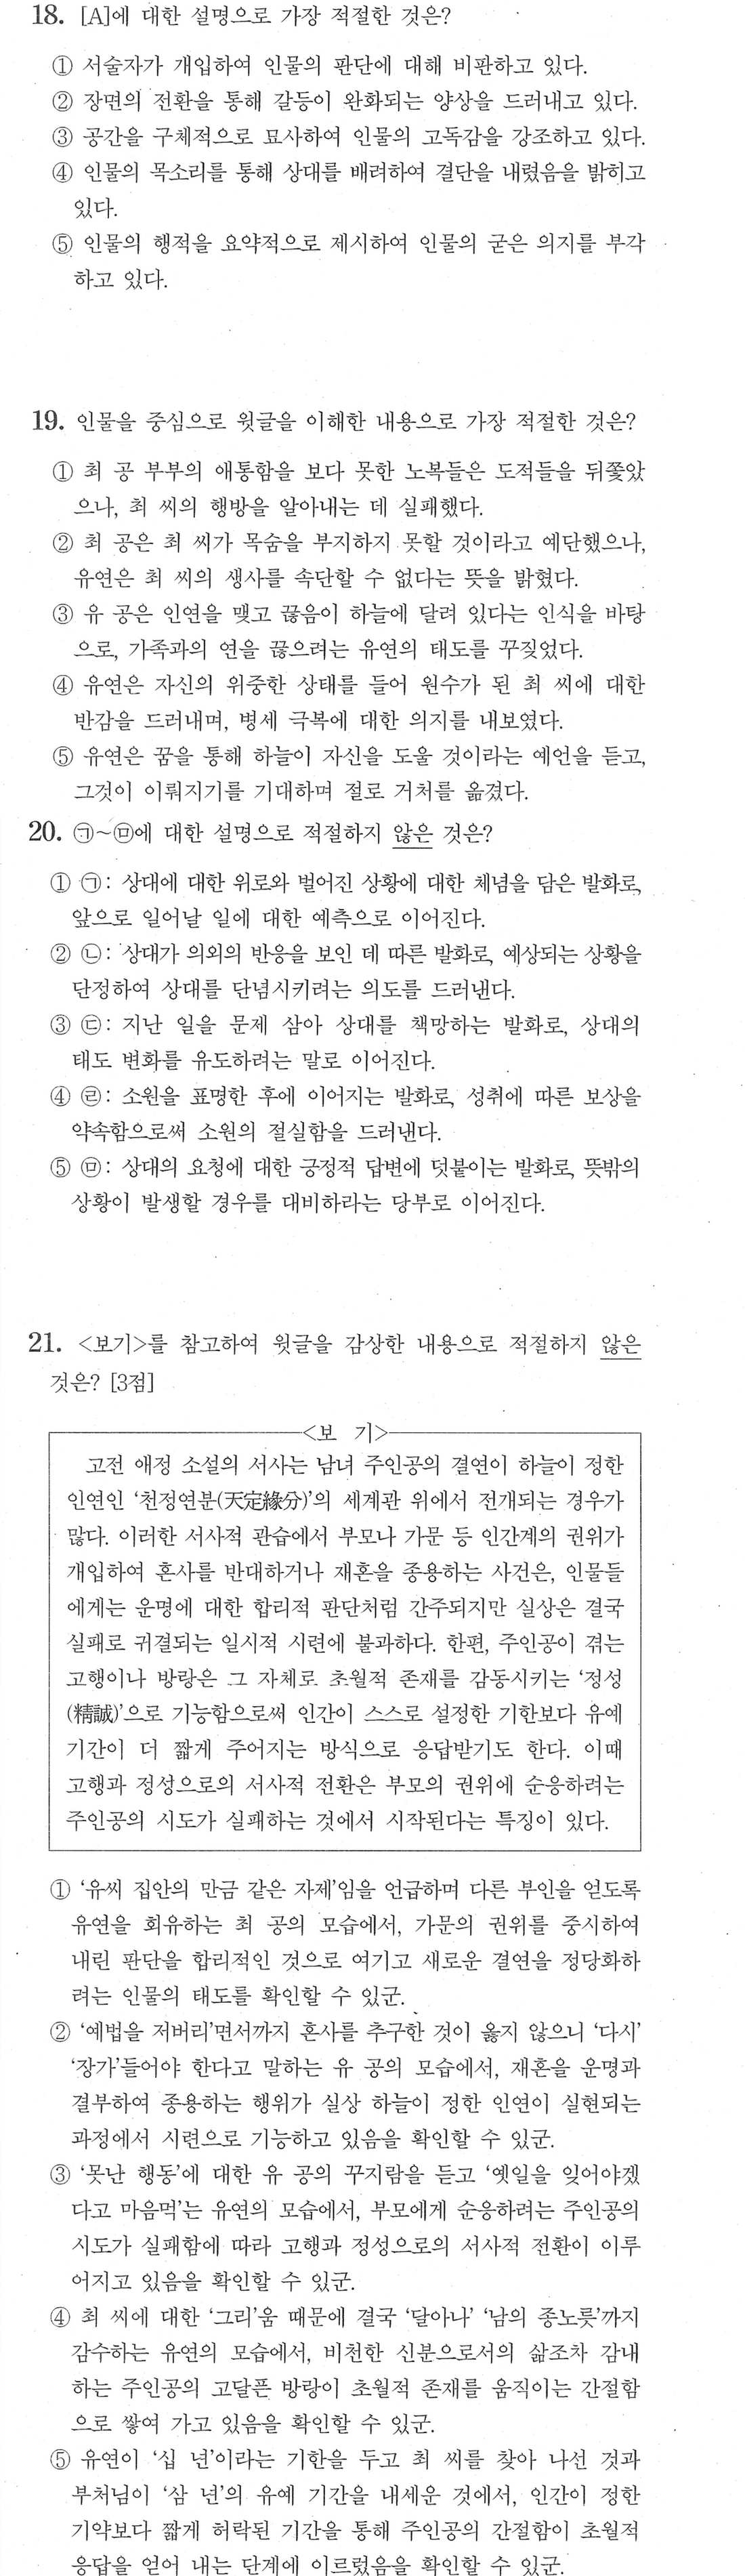 18. [A]에 대한 설명으로 가장 적절한 것은?
① 서술자가 개입하여 인물의 판단에 대해 비판하고 있다.
② 장면의 전환을 통해 갈등이 완화되는 양상을 드러내고 있다.
③ 공간을 구체적으로 묘사하여 인물의 고독감을 강조하고 있다.
④ 인물의 목소리를 통해 상대를 배려하여 결단을 내렸음을 밝히고
있다.
⑤ 인물의 행적을 요약적으로 제시하여 인물의 굳은 의지를 부각
하고 있다.
19. 인물을 중심으로 윗글을 이해한 내용으로 가장 적절한 것은?
① 최 공 부부의 애통함을 보다 못한 노복들은 도적들을 뒤쫓았
으나, 최 씨의 행방을 알아내는 데 실패했다.
② 최 공은 최 씨가 목숨을 부지하지 못할 것이라고 예단했으나,
유연은 최 씨의 생사를 속단할 수 없다는 뜻을 밝혔다.
③ 유 공은 인연을 맺고 끊음이 하늘에 달려 있다는 인식을 바탕
으로, 가족과의 연을 끊으려는 유연의 태도를 꾸짖었다.
④ 유연은 자신의 위중한 상태를 들어 원수가 된 최 씨에 대한
반감을 드러내며, 병세 극복에 대한 의지를 내보였다.
⑤ 유연은 꿈을 통해 하늘이 자신을 도울 것이라는 예언을 듣고,
그것이 이뤄지기를 기대하며 절로 거처를 옮겼다.
20. ㉠~㉤에 대한 설명으로 적절하지 않은 것은?
① ㉠: 상대에 대한 위로와 벌어진 상황에 대한 체념을 담은 발화로,
앞으로 일어날 일에 대한 예측으로 이어진다.
② ㉡: 상대가 의외의 반응을 보인 데 따른 발화로, 예상되는 상황을
단정하여 상대를 단념시키려는 의도를 드러낸다.
③ ㉢: 지난 일을 문제 삼아 상대를 책망하는 발화로, 상대의
태도 변화를 유도하려는 말로 이어진다.
④ ㉣: 소원을 표명한 후에 이어지는 발화로, 성취에 따른 보상을
약속함으로써 소원의 절실함을 드러낸다.
⑤ ㉤: 상대의 요청에 대한 긍정적 답변에 덧붙이는 발화로, 뜻밖의
상황이 발생할 경우를 대비하라는 당부로 이어진다.
21. <보기>를 참고하여 윗글을 감상한 내용으로 적절하지 않은
것은? [3점]
<보 기>
고전 애정 소설의 서사는 남녀 주인공의 결연이 하늘이 정한
인연인 ‘천정연분(天定緣分)’의 세계관 위에서 전개되는 경우가
많다. 이러한 서사적 관습에서 부모나 가문 등 인간계의 권위가
개입하여 혼사를 반대하거나 재혼을 종용하는 사건은, 인물들
에게는 운명에 대한 합리적 판단처럼 간주되지만 실상은 결국
실패로 귀결되는 일시적 시련에 불과하다. 한편, 주인공이 겪는
고행이나 방랑은 그 자체로 초월적 존재를 감동시키는 ‘정성
(精誠)’으로 기능함으로써 인간이 스스로 설정한 기한보다 유예
기간이 더 짧게 주어지는 방식으로 응답받기도 한다. 이때
고행과 정성으로의 서사적 전환은 부모의 권위에 순응하려는
주인공의 시도가 실패하는 것에서 시작된다는 특징이 있다.
① ‘유씨 집안의 만금 같은 자제’임을 언급하며 다른 부인을 얻도록
유연을 회유하는 최 공의 모습에서, 가문의 권위를 중시하여
내린 판단을 합리적인 것으로 여기고 새로운 결연을 정당화하
려는 인물의 태도를 확인할 수 있군.
② ‘예법을 저버리’면서까지 혼사를 추구한 것이 옳지 않으니 ‘다시’
‘장가’들어야 한다고 말하는 유 공의 모습에서, 재혼을 운명과
결부하여 종용하는 행위가 실상 하늘이 정한 인연이 실현되는
과정에서 시련으로 기능하고 있음을 확인할 수 있군.
③ ‘못난 행동’에 대한 유 공의 꾸지람을 듣고 ‘옛일을 잊어야겠
다고 마음먹’는 유연의 모습에서, 부모에게 순응하려는 주인공의
시도가 실패함에 따라 고행과 정성으로의 서사적 전환이 이루
어지고 있음을 확인할 수 있군.
④ 최 씨에 대한 ‘그리’움 때문에 결국 ‘달아나’ ‘남의 종노릇’까지
감수하는 유연의 모습에서, 비천한 신분으로서의 삶조차 감내
하는 주인공의 고달픈 방랑이 초월적 존재를 움직이는 간절함
으로 쌓여 가고 있음을 확인할 수 있군.
⑤ 유연이 ‘십 년’이라는 기한을 두고 최 씨를 찾아 나선 것과
부처님이 ‘삼 년’의 유예 기간을 내세운 것에서, 인간이 정한
기약보다 짧게 허락된 기간을 통해 주인공의 간절함이 초월적
응답을 얻어 내는 단계에 이르렀음을 확인할 수 있군.